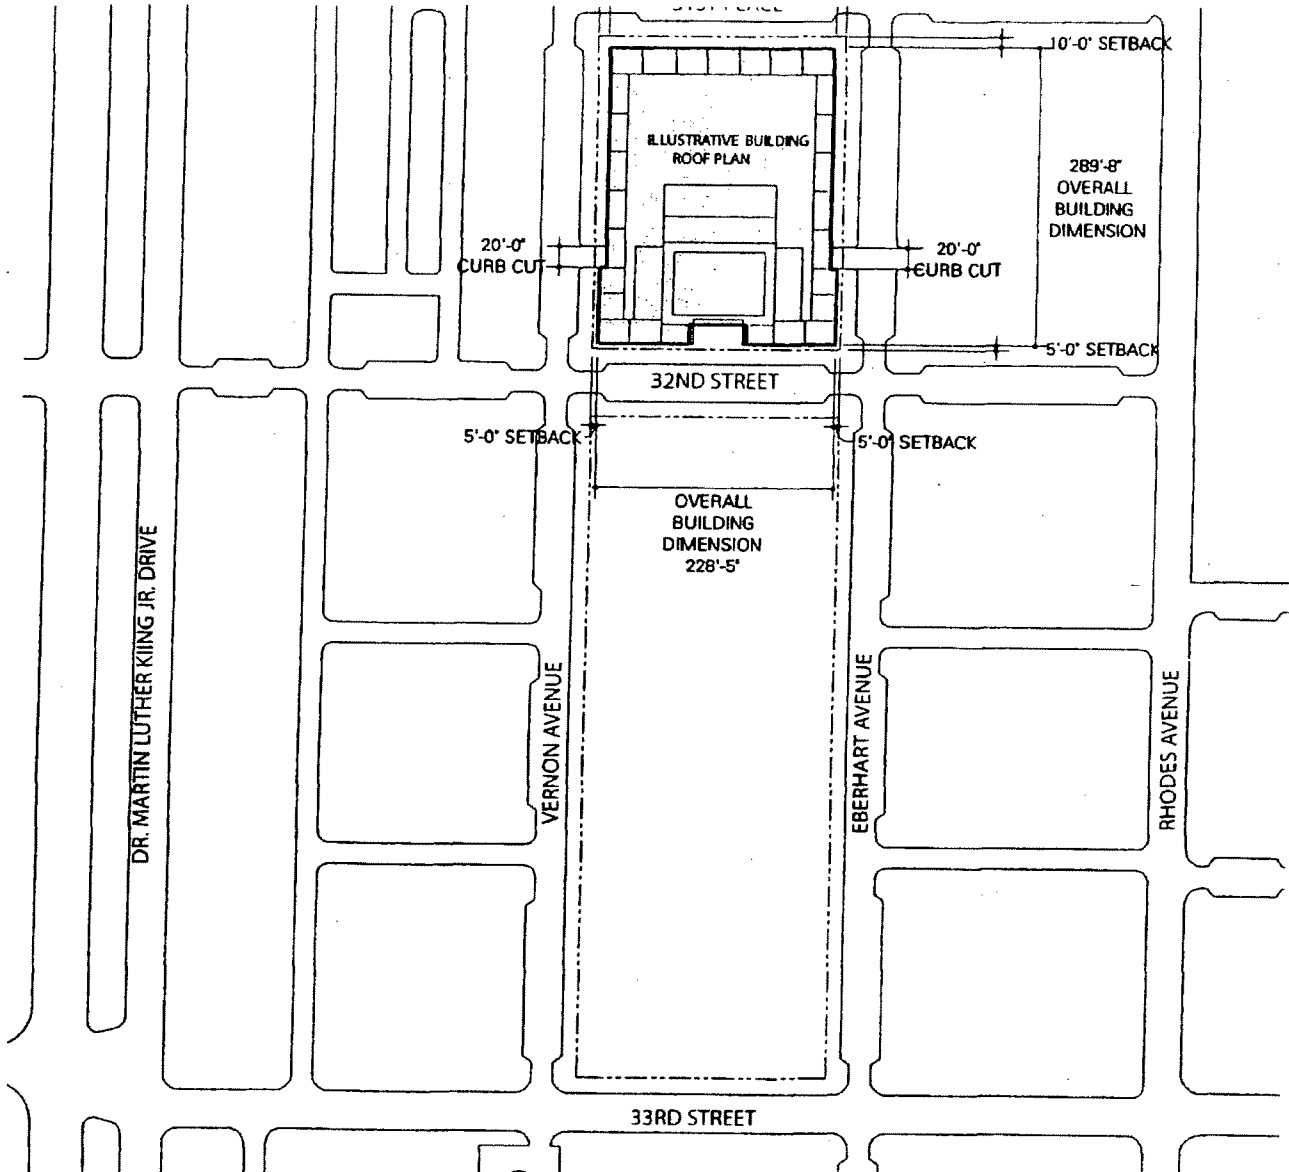 10'-0" SETBACK
ILLUSTRATIVE BUILDING
ROOF PLAN
289'-8"
OVERALL
BUILDING
DIMENSION
20'-0"
CURB CUT
20'-0"
CURB CUT
5'-0" SETBACK
32ND STREET
5'-0" SETBACK
5'-0" SETBACK
OVERALL
BUILDING
DIMENSION
228'-5"
DR. MARTIN LUTHER KIING JR. DRIVE
VERNON AVENUE
EBERHART AVENUE
RHODES AVENUE
33RD STREET